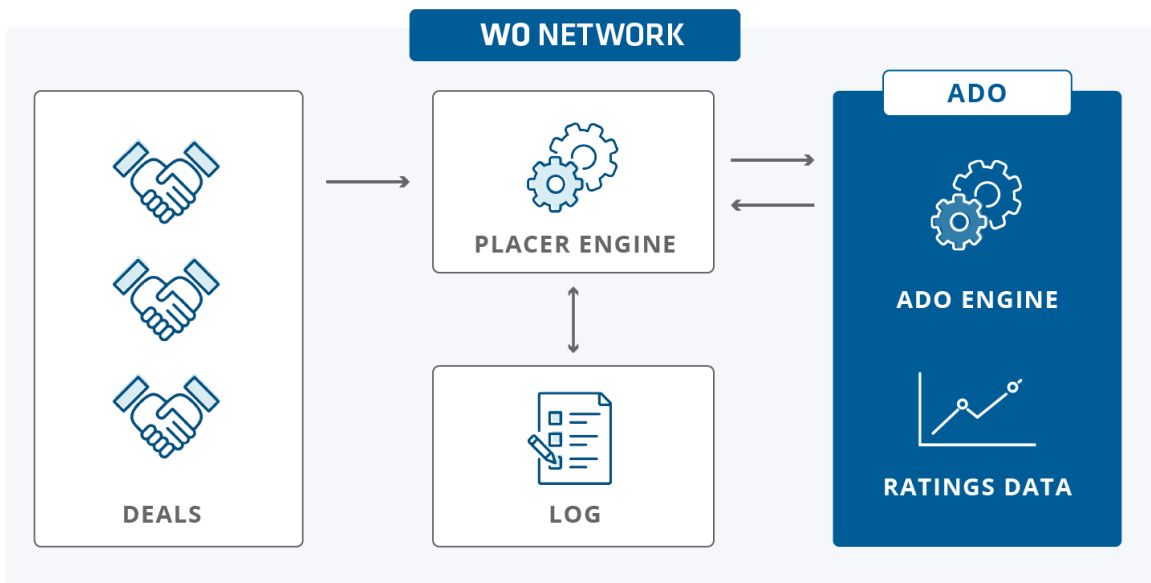 WO NETWORK
DEALS
PLACER ENGINE
LOG
ADO
ADO ENGINE
RATINGS DATA